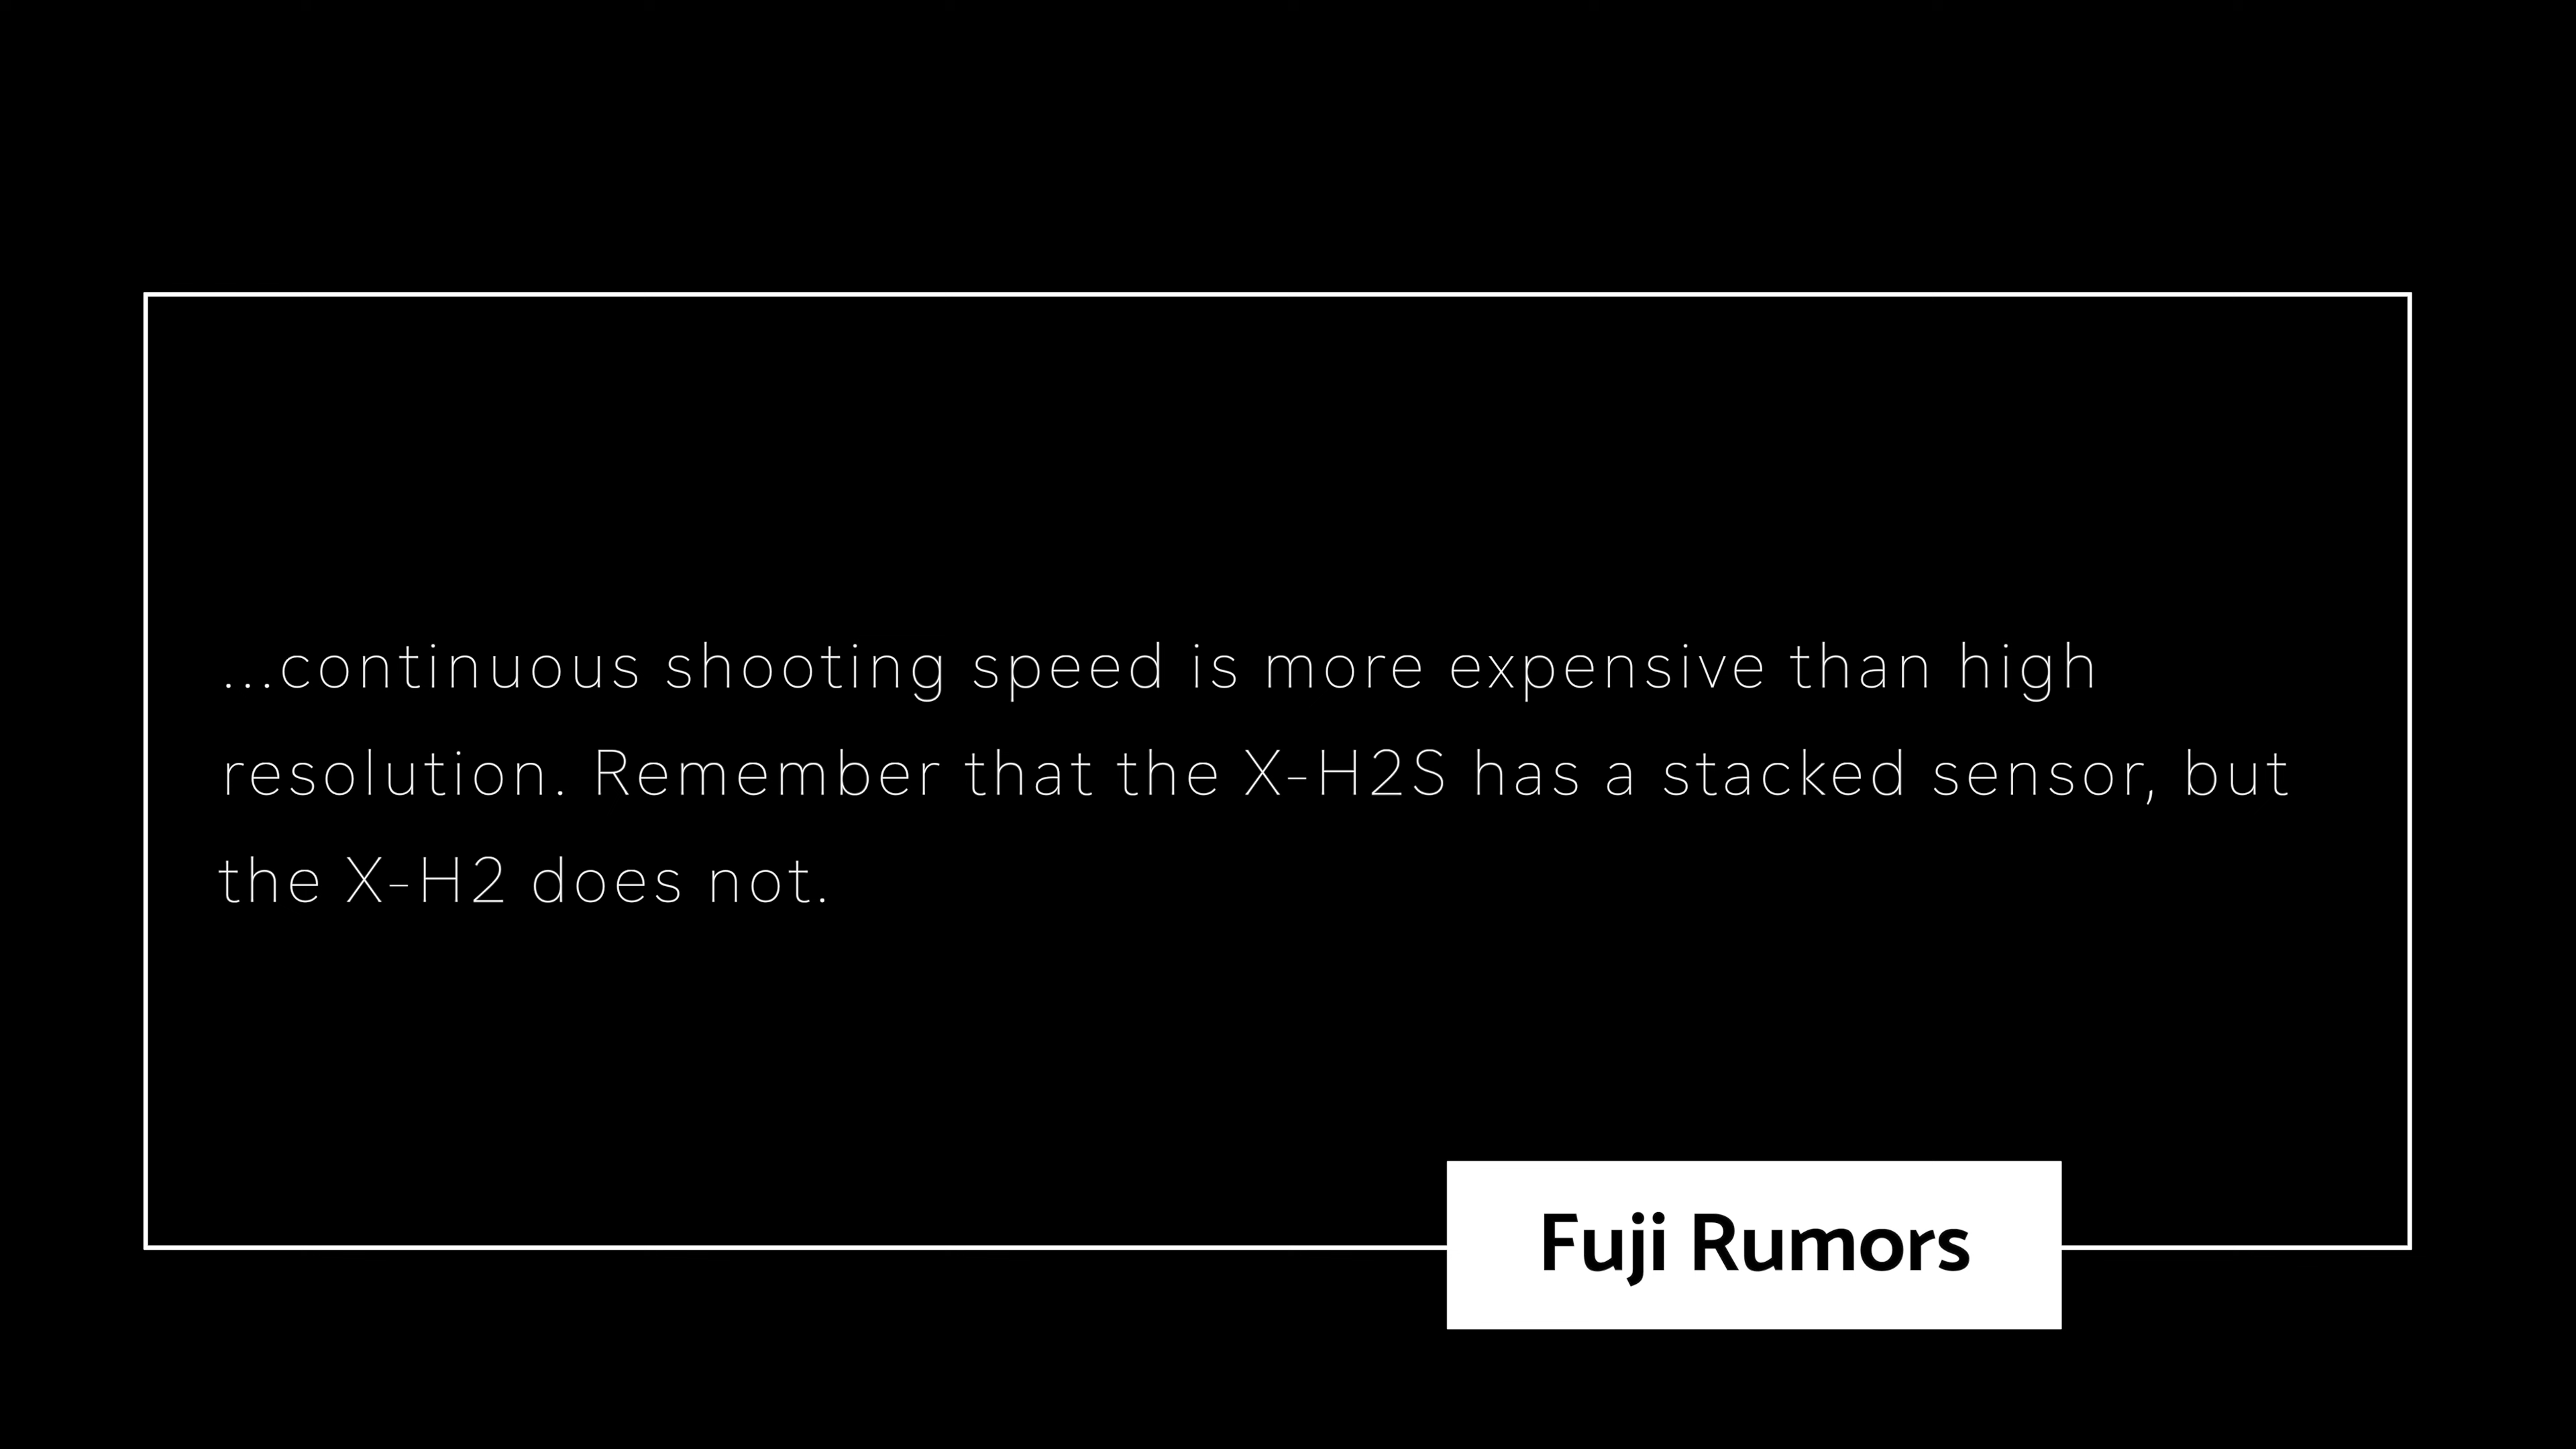 ...continuous shooting speed is more expensive than high
resolution. Remember that the X-H2S has a stacked sensor, but
the X-H2 does not.
Fuji Rumors